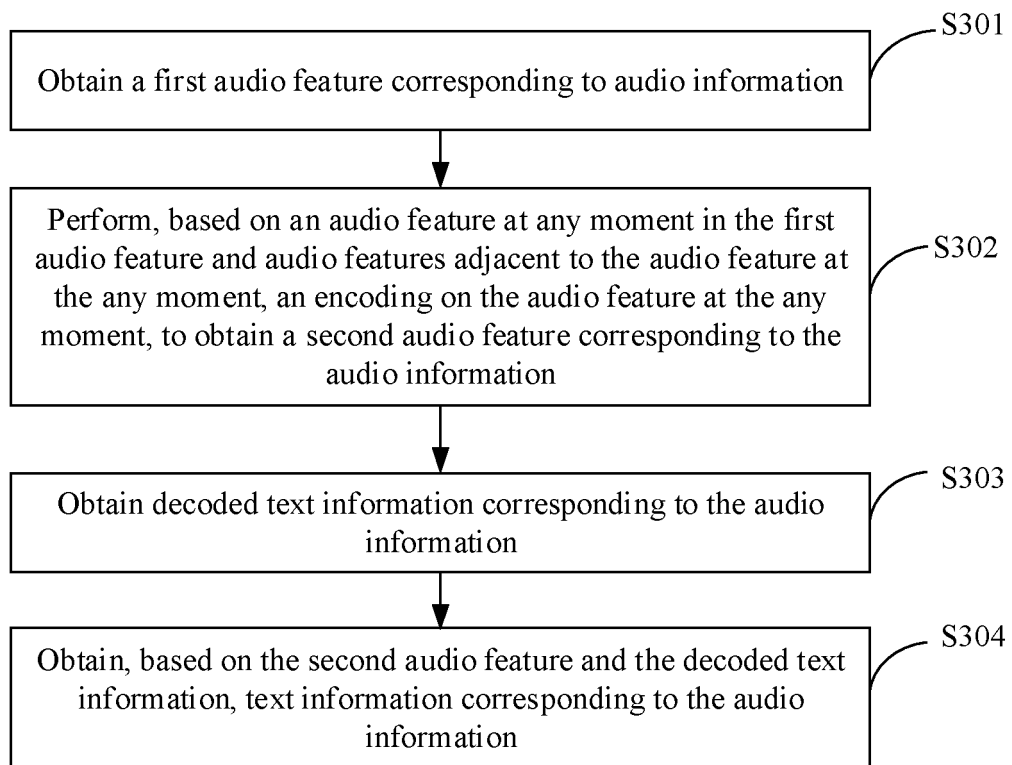 S301
Obtain a first audio feature corresponding to audio information
Perform, based on an audio feature at any moment in the first
audio feature and audio features adjacent to the audio feature at
the any moment, an encoding on the audio feature at the any
moment, to obtain a second audio feature corresponding to the
audio information
S302
Obtain decoded text information corresponding to the audio
information
S303
Obtain, based on the second audio feature and the decoded text
information, text information corresponding to the audio
information
S304